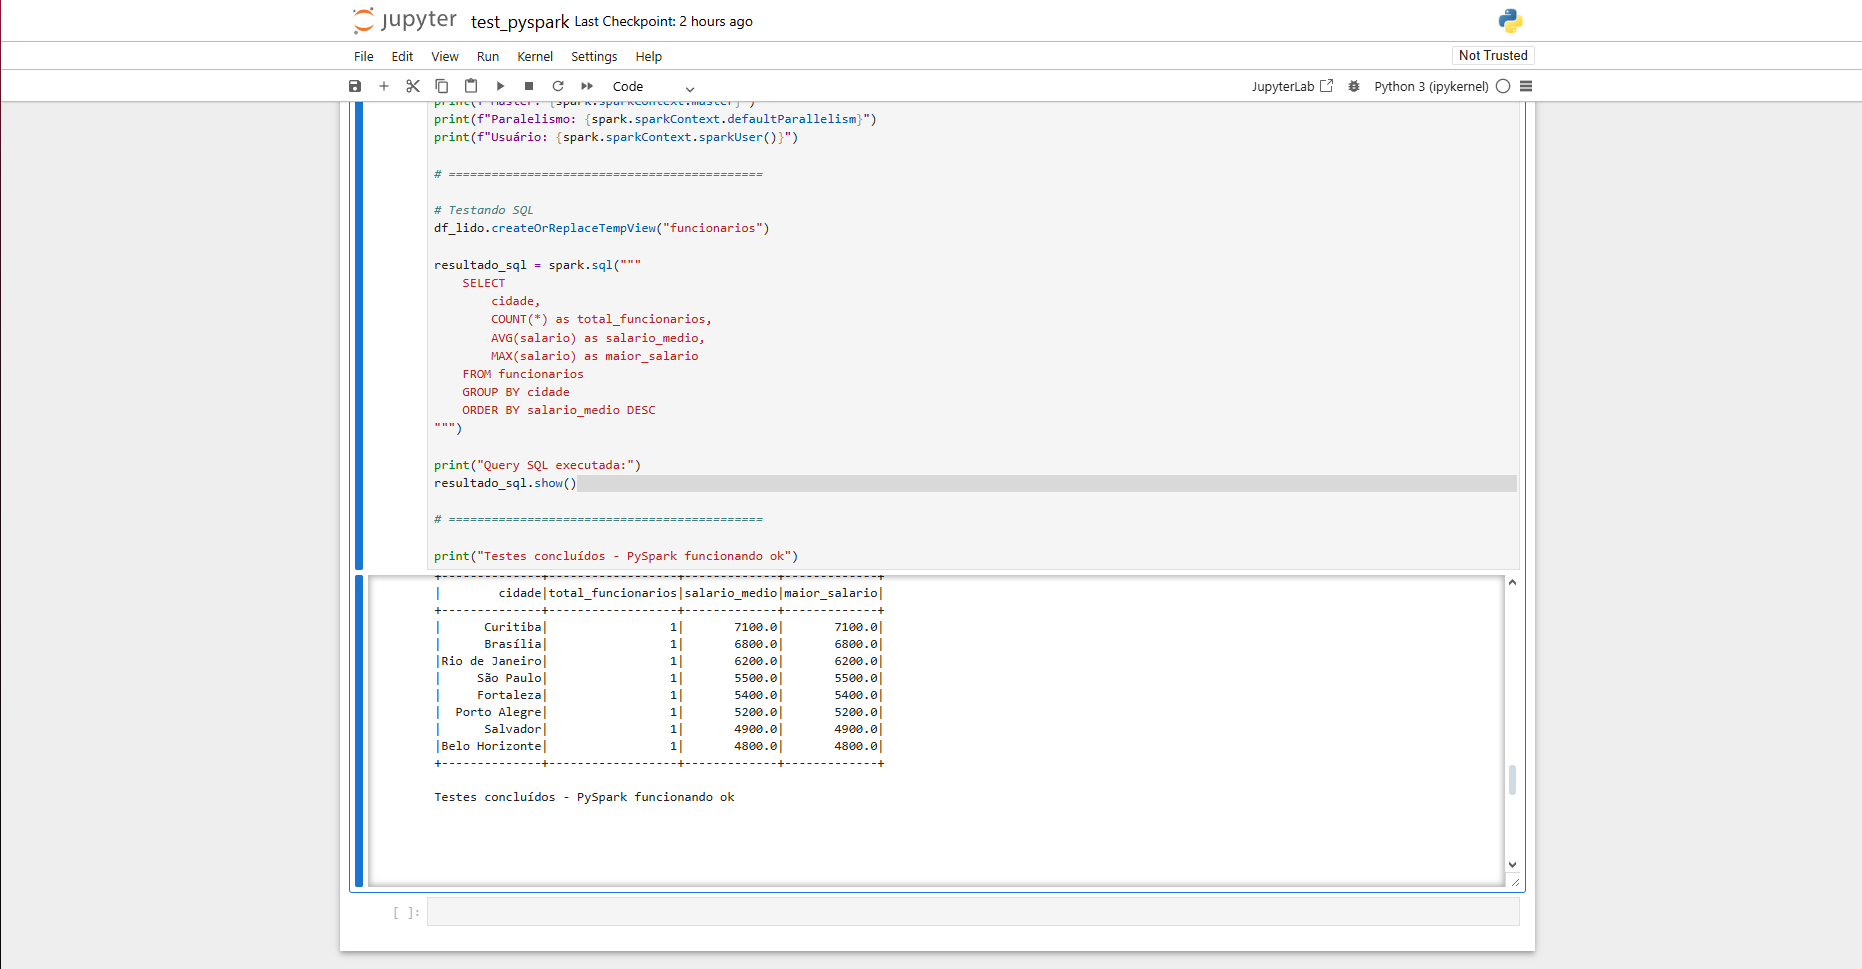 jupyter test_pyspark Last Checkpoint: 2 hours ago
File Edit View Run Kernel Settings Help Not Trusted
Code JupyterLab Python 3 (ipykernel)
print(f"Master: {spark.sparkContext.master}")
print(f"Paralelismo: {spark.sparkContext.defaultParallelism}")
print(f"Usuário: {spark.sparkContext.sparkUser()}")
# ============================================
# Testando SQL
df_lido.createOrReplaceTempView("funcionarios")
resultado_sql = spark.sql("""
    SELECT
        cidade,
        COUNT(*) as total_funcionarios,
        AVG(salario) as salario_medio,
        MAX(salario) as maior_salario
    FROM funcionarios
    GROUP BY cidade
    ORDER BY salario_medio DESC
""")
print("Query SQL executada:")
resultado_sql.show()
# ============================================
print("Testes concluídos - PySpark funcionando ok")
+--------------+------------------+-------------+-------------+
|        cidade|total_funcionarios|salario_medio|maior_salario|
+--------------+------------------+-------------+-------------+
|      Curitiba|                 1|       7100.0|       7100.0|
|      Brasília|                 1|       6800.0|       6800.0|
|Rio de Janeiro|                 1|       6200.0|       6200.0|
|     São Paulo|                 1|       5500.0|       5500.0|
|     Fortaleza|                 1|       5400.0|       5400.0|
|  Porto Alegre|                 1|       5200.0|       5200.0|
|      Salvador|                 1|       4900.0|       4900.0|
|Belo Horizonte|                 1|       4800.0|       4800.0|
+--------------+------------------+-------------+-------------+
Testes concluídos - PySpark funcionando ok
[ ]: